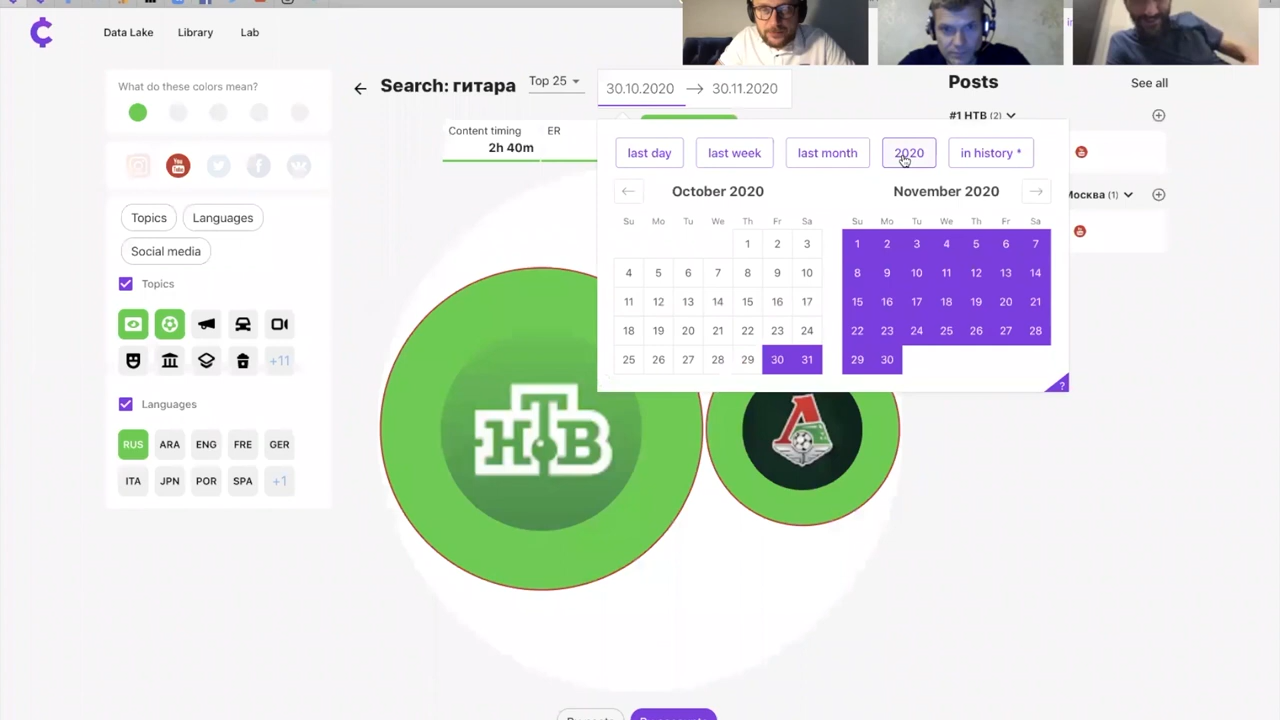 Data Lake Library Lab
What do these colors mean?
Topics Languages
Social media
Topics
+11
Languages
RUS ARA ENG FRE GER
ITA JPN POR SPA +1
Search: гитара Top 25 30.10.2020 → 30.11.2020
Content timing ER
2h 40m
last day last week last month 2020 in history *
October 2020
Su Mo Tu We Th Fr Sa
1 2 3
4 5 6 7 8 9 10
11 12 13 14 15 16 17
18 19 20 21 22 23 24
25 26 27 28 29 30 31
November 2020
Su Mo Tu We Th Fr Sa
1 2 3 4 5 6 7
8 9 10 11 12 13 14
15 16 17 18 19 20 21
22 23 24 25 26 27 28
29 30
?
НТВ
Posts See all
#1 НТВ (2)
Москва (1)